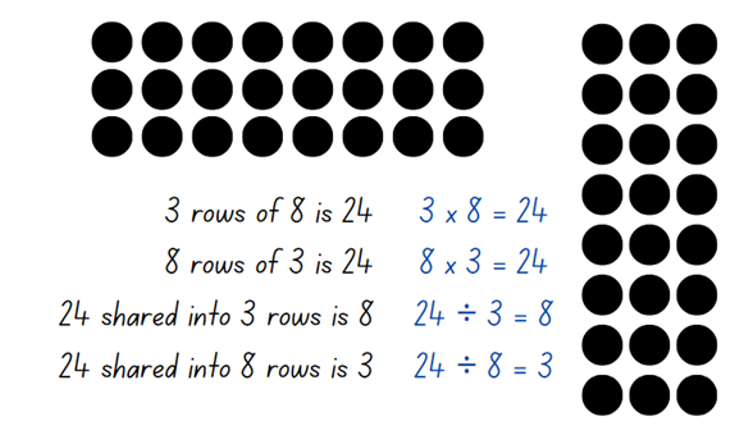 3 rows of 8 is 24 3 x 8 = 24
8 rows of 3 is 24 8 x 3 = 24
24 shared into 3 rows is 8 24 ÷ 3 = 8
24 shared into 8 rows is 3 24 ÷ 8 = 3